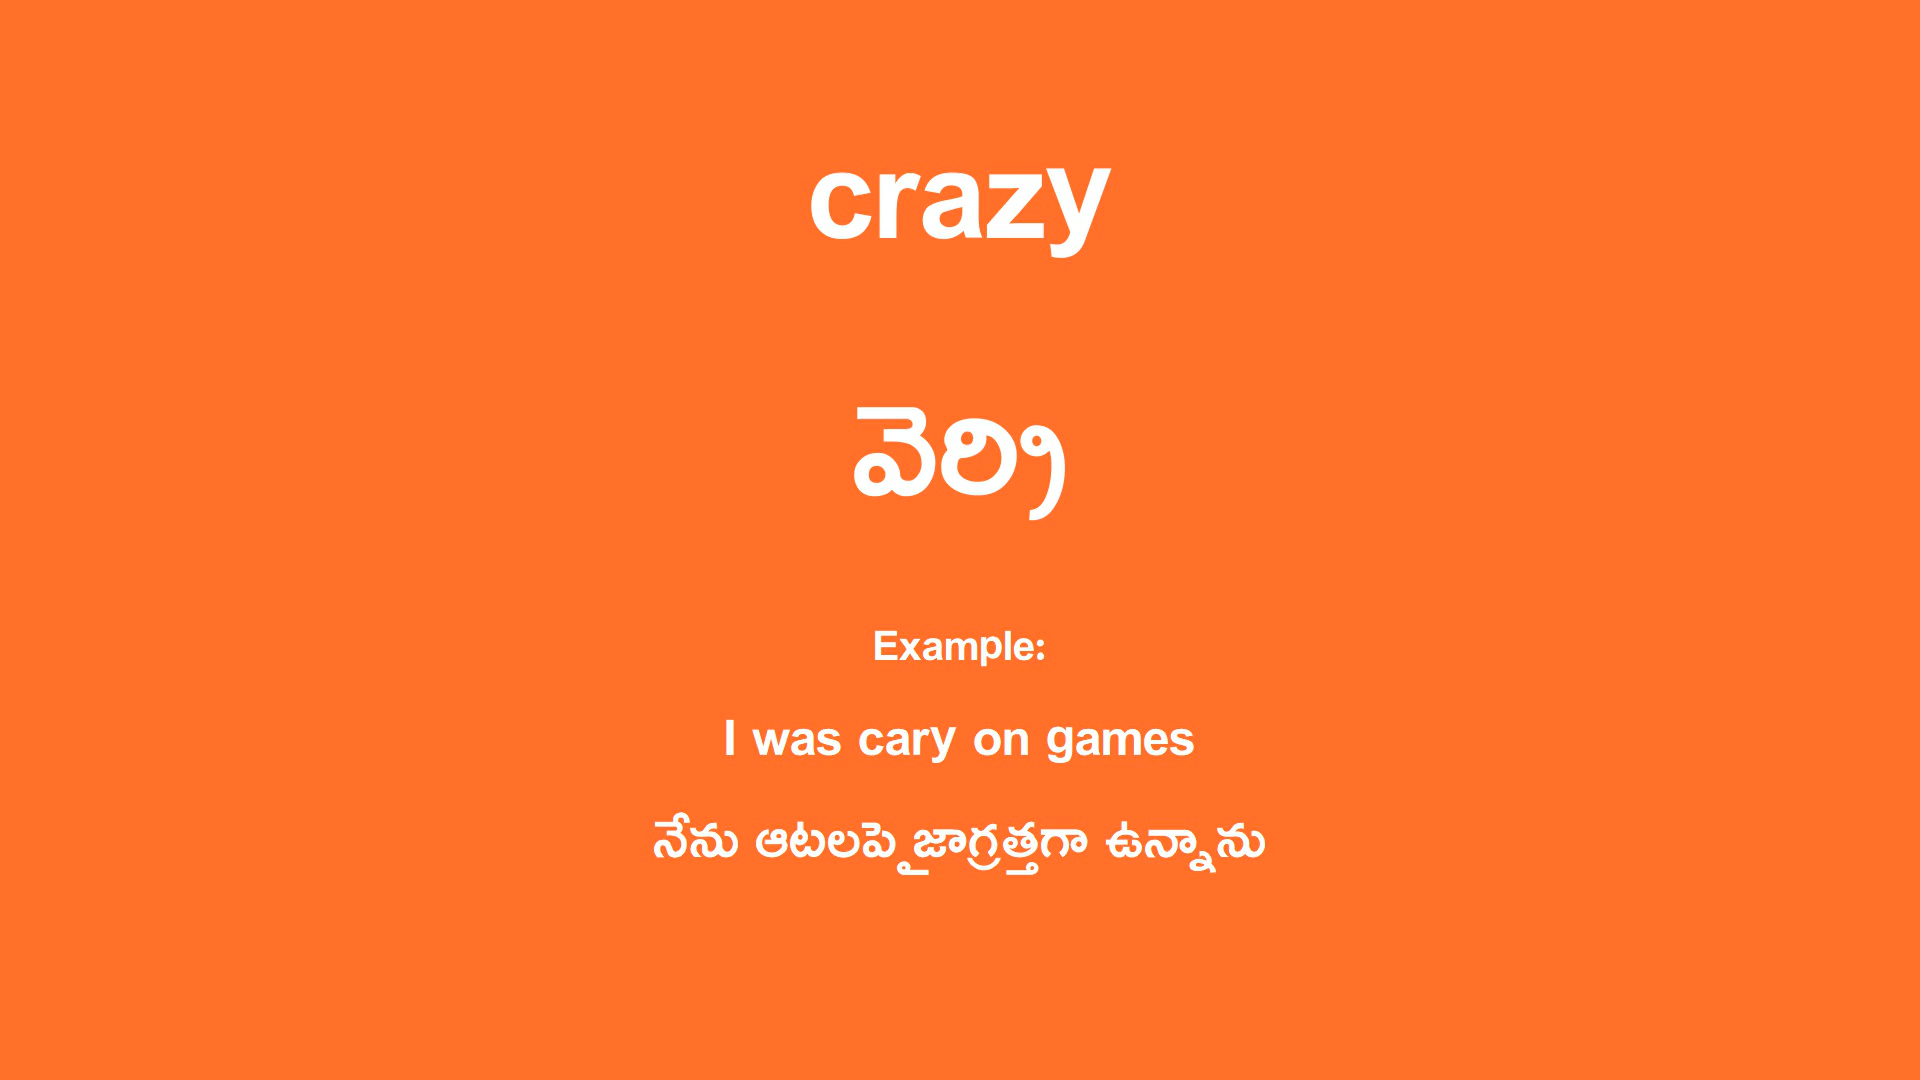 crazy
వెర్రి
Example:
I was cary on games
నేను ఆటలపై జాగ్రత్తగా ఉన్నాను